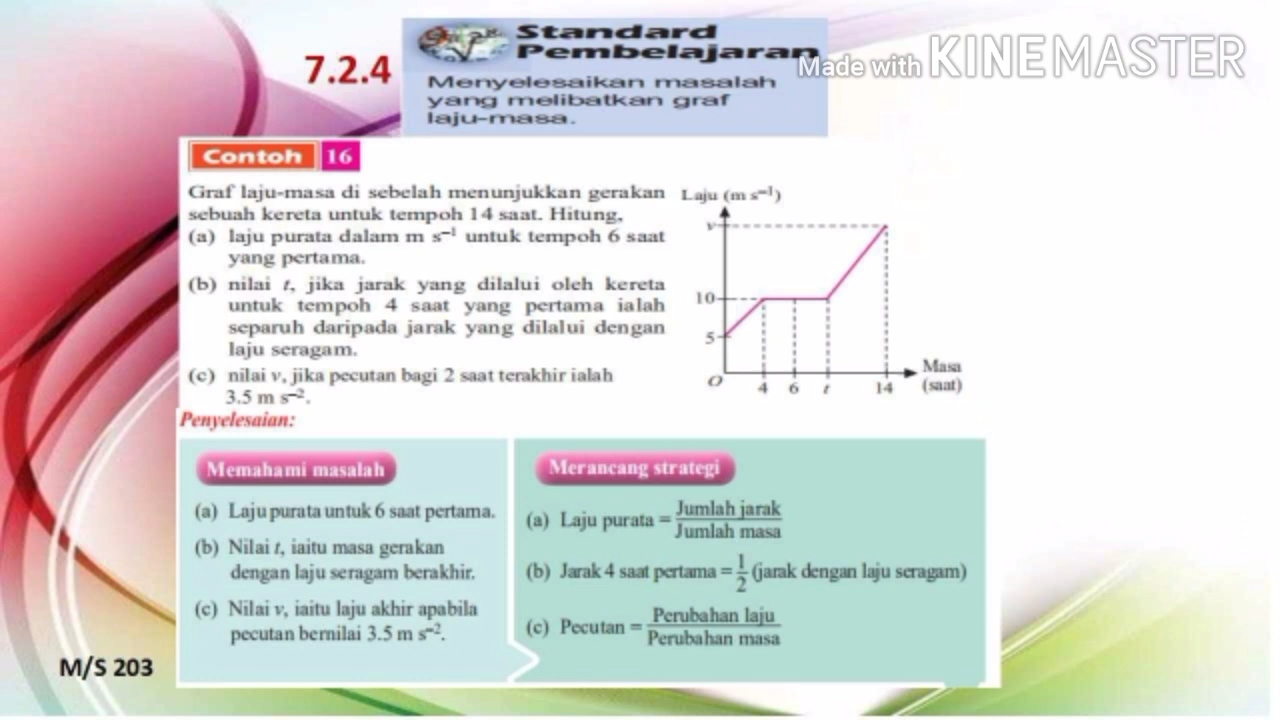 7.2.4
Standard
Pembelajaran
Menyelesaikan masalah
yang melibatkan graf
laju-masa.
Made with KINEMASTER
Contoh 16
Graf laju-masa di sebelah menunjukkan gerakan
sebuah kereta untuk tempoh 14 saat. Hitung,
(a) laju purata dalam m s⁻¹ untuk tempoh 6 saat
yang pertama.
(b) nilai t, jika jarak yang dilalui oleh kereta
untuk tempoh 4 saat yang pertama ialah
separuh daripada jarak yang dilalui dengan
laju seragam.
(c) nilai v, jika pecutan bagi 2 saat terakhir ialah
3.5 m s⁻².
Laju (m s⁻¹)
v
10
5
O 4 6 t 14
Masa
(saat)
Penyelesaian:
Memahami masalah
(a) Laju purata untuk 6 saat pertama.
(b) Nilai t, iaitu masa gerakan
dengan laju seragam berakhir.
(c) Nilai v, iaitu laju akhir apabila
pecutan bernilai 3.5 m s⁻².
Merancang strategi
(a) Laju purata = Jumlah jarak / Jumlah masa
(b) Jarak 4 saat pertama = 1/2 (jarak dengan laju seragam)
(c) Pecutan = Perubahan laju / Perubahan masa
M/S 203